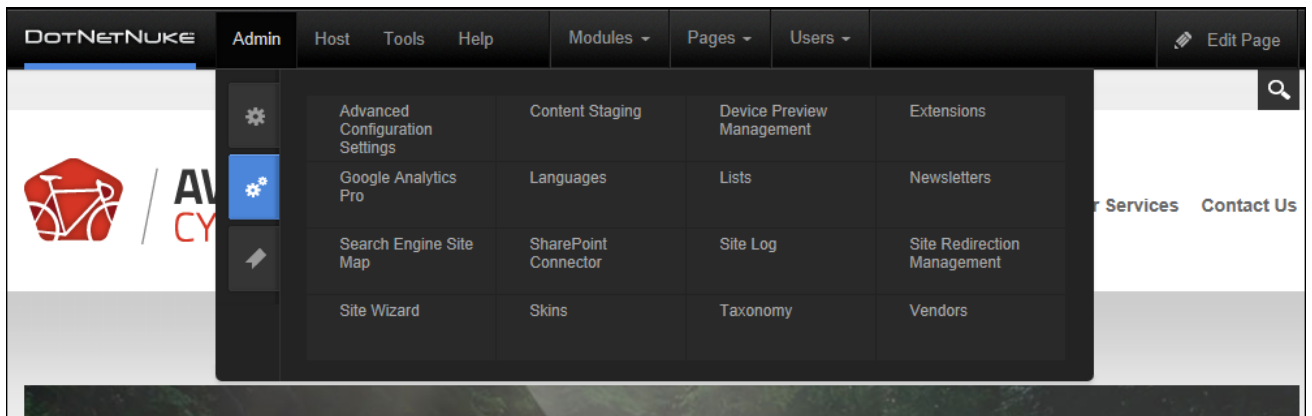 DOTNETNUKE Admin Host Tools Help Modules Pages Users Edit Page
Advanced Configuration Settings
Content Staging
Device Preview Management
Extensions
Google Analytics Pro
Languages
Lists
Newsletters
Search Engine Site Map
SharePoint Connector
Site Log
Site Redirection Management
Site Wizard
Skins
Taxonomy
Vendors
Services Contact Us